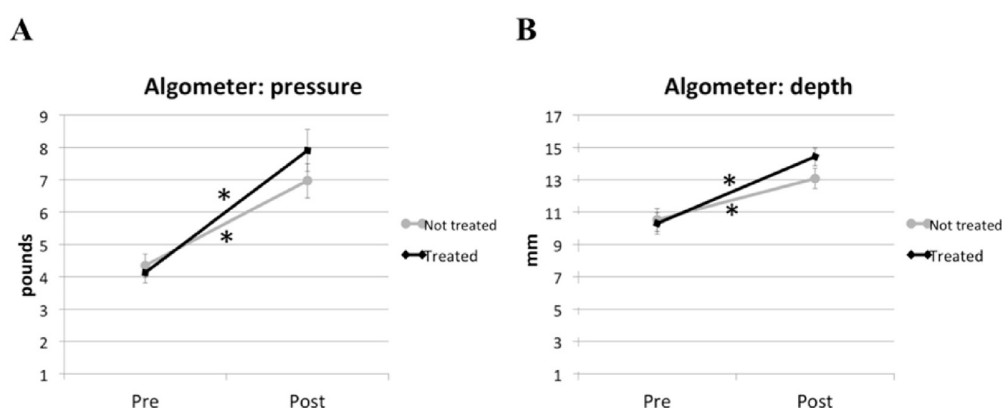 A
Algometer: pressure
9
8
7
6
5
4
3
2
1
pounds
*
*
Pre
Post
Not treated
Treated
B
Algometer: depth
17
15
13
11
9
7
5
3
1
mm
*
*
Pre
Post
Not treated
Treated